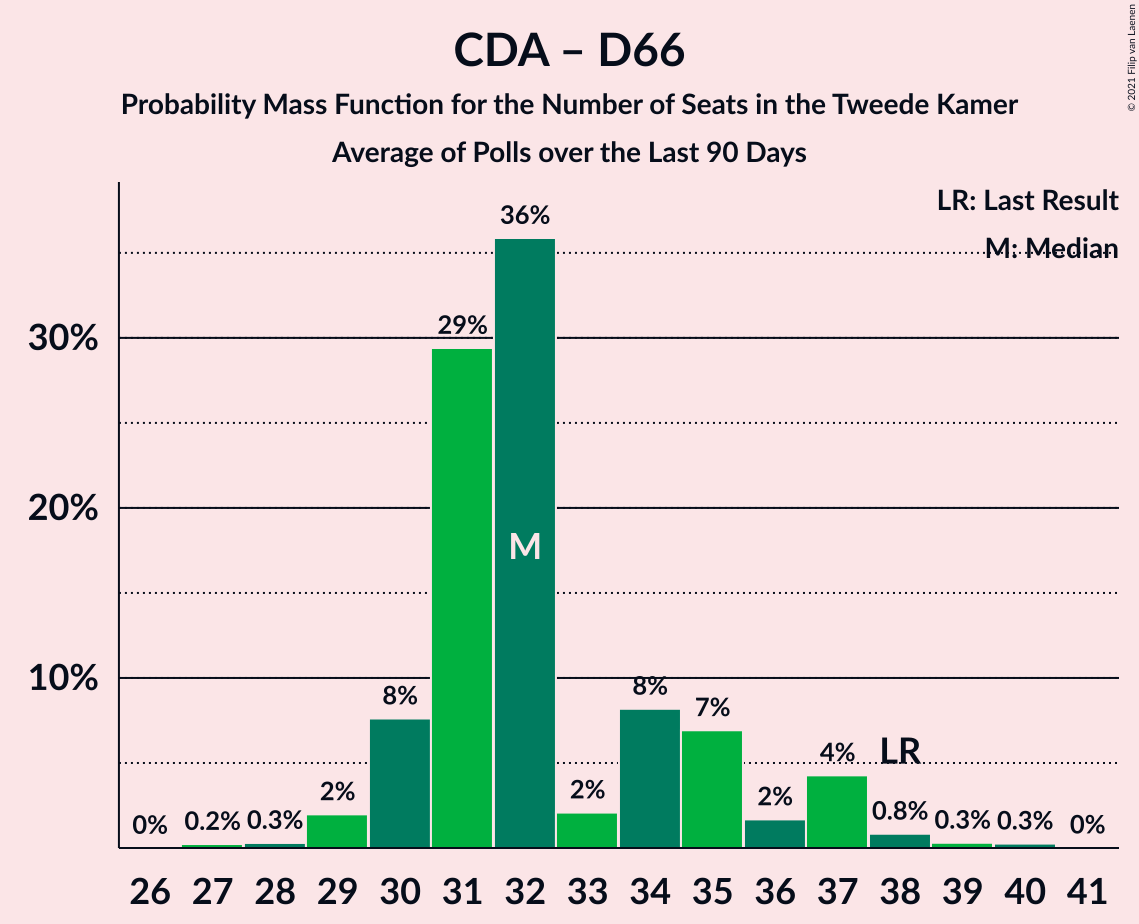 CDA – D66
Probability Mass Function for the Number of Seats in the Tweede Kamer
Average of Polls over the Last 90 Days
© 2021 Filip van Laenen
LR: Last Result
M: Median
30%
20%
10%
0%
0.2%
0.3%
2%
8%
29%
36%
M
2%
8%
7%
2%
4%
LR
0.8%
0.3%
0.3%
0%
26 27 28 29 30 31 32 33 34 35 36 37 38 39 40 41